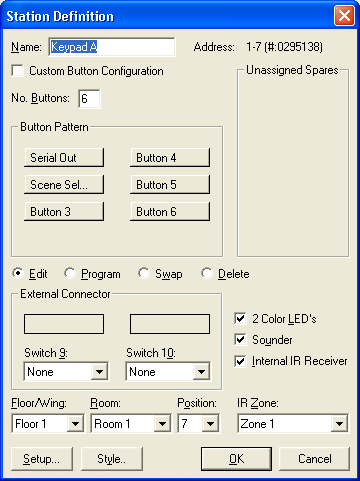 Station Definition
Name: Keypad A Address: 1-7 (#:0295138)
Custom Button Configuration
Unassigned Spares
No. Buttons: 6
Button Pattern
Serial Out Button 4
Scene Sel... Button 5
Button 3 Button 6
Edit Program Swap Delete
External Connector
2 Color LED's
Sounder
Internal IR Receiver
Switch 9: Switch 10:
None None
Floor/Wing: Room: Position: IR Zone:
Floor 1 Room 1 7 Zone 1
Setup... Style.. OK Cancel